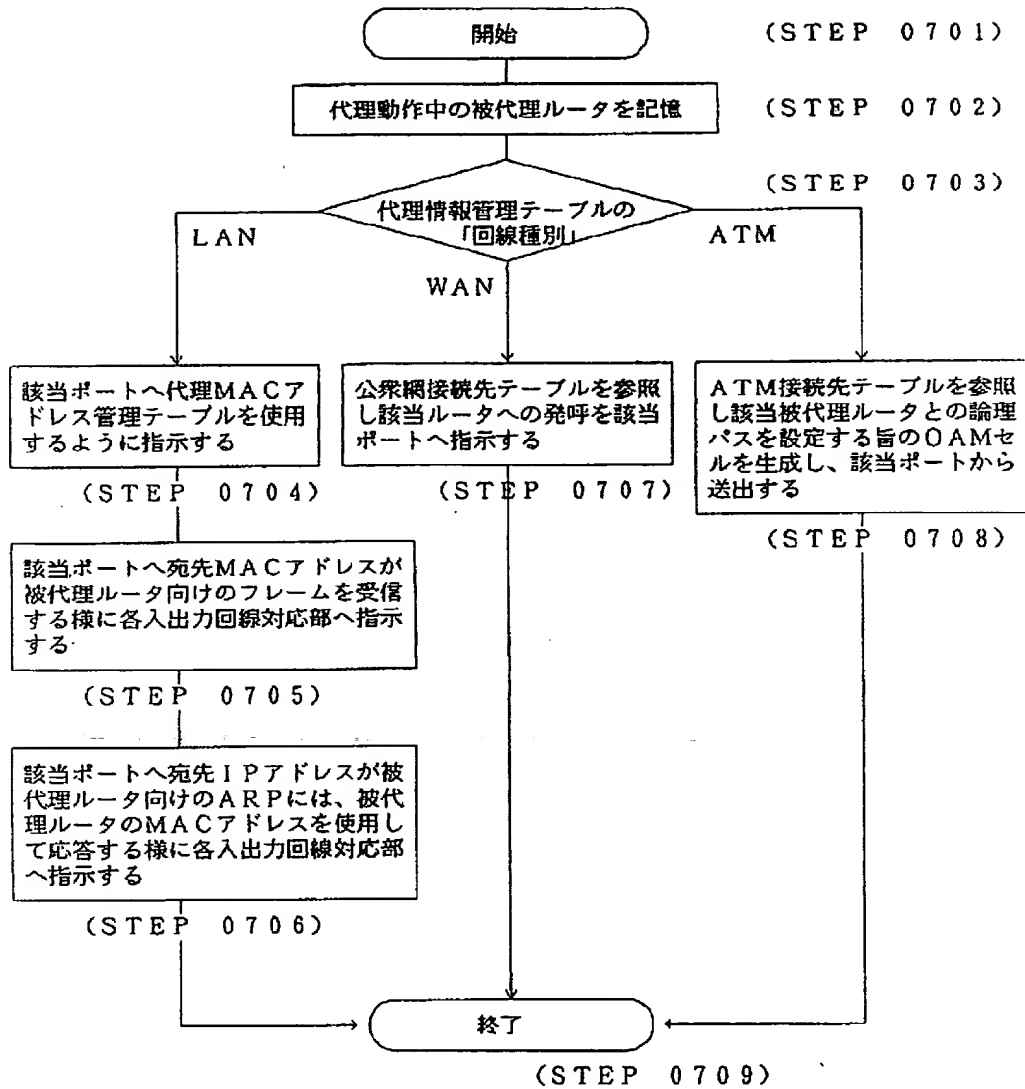 開始
(STEP 0701)
代理動作中の被代理ルータを記憶
(STEP 0702)
(STEP 0703)
代理情報管理テーブルの
「回線種別」
LAN
WAN
ATM
該当ポートへ代理MACア
ドレス管理テーブルを使用
するように指示する
(STEP 0704)
公衆網接続先テーブルを参照
し該当ルータへの発呼を該当
ポートへ指示する
(STEP 0707)
ATM接続先テーブルを参照
し該当被代理ルータとの論理
パスを設定する旨のOAMセ
ルを生成し、該当ポートから
送出する
(STEP 0708)
該当ポートへ宛先MACアドレスが
被代理ルータ向けのフレームを受信
する様に各入出力回線対応部へ指示
する
(STEP 0705)
該当ポートへ宛先IPアドレスが被
代理ルータ向けのARPには、被代
理ルータのMACアドレスを使用し
て応答する様に各入出力回線対応部
へ指示する
(STEP 0706)
終了
(STEP 0709)